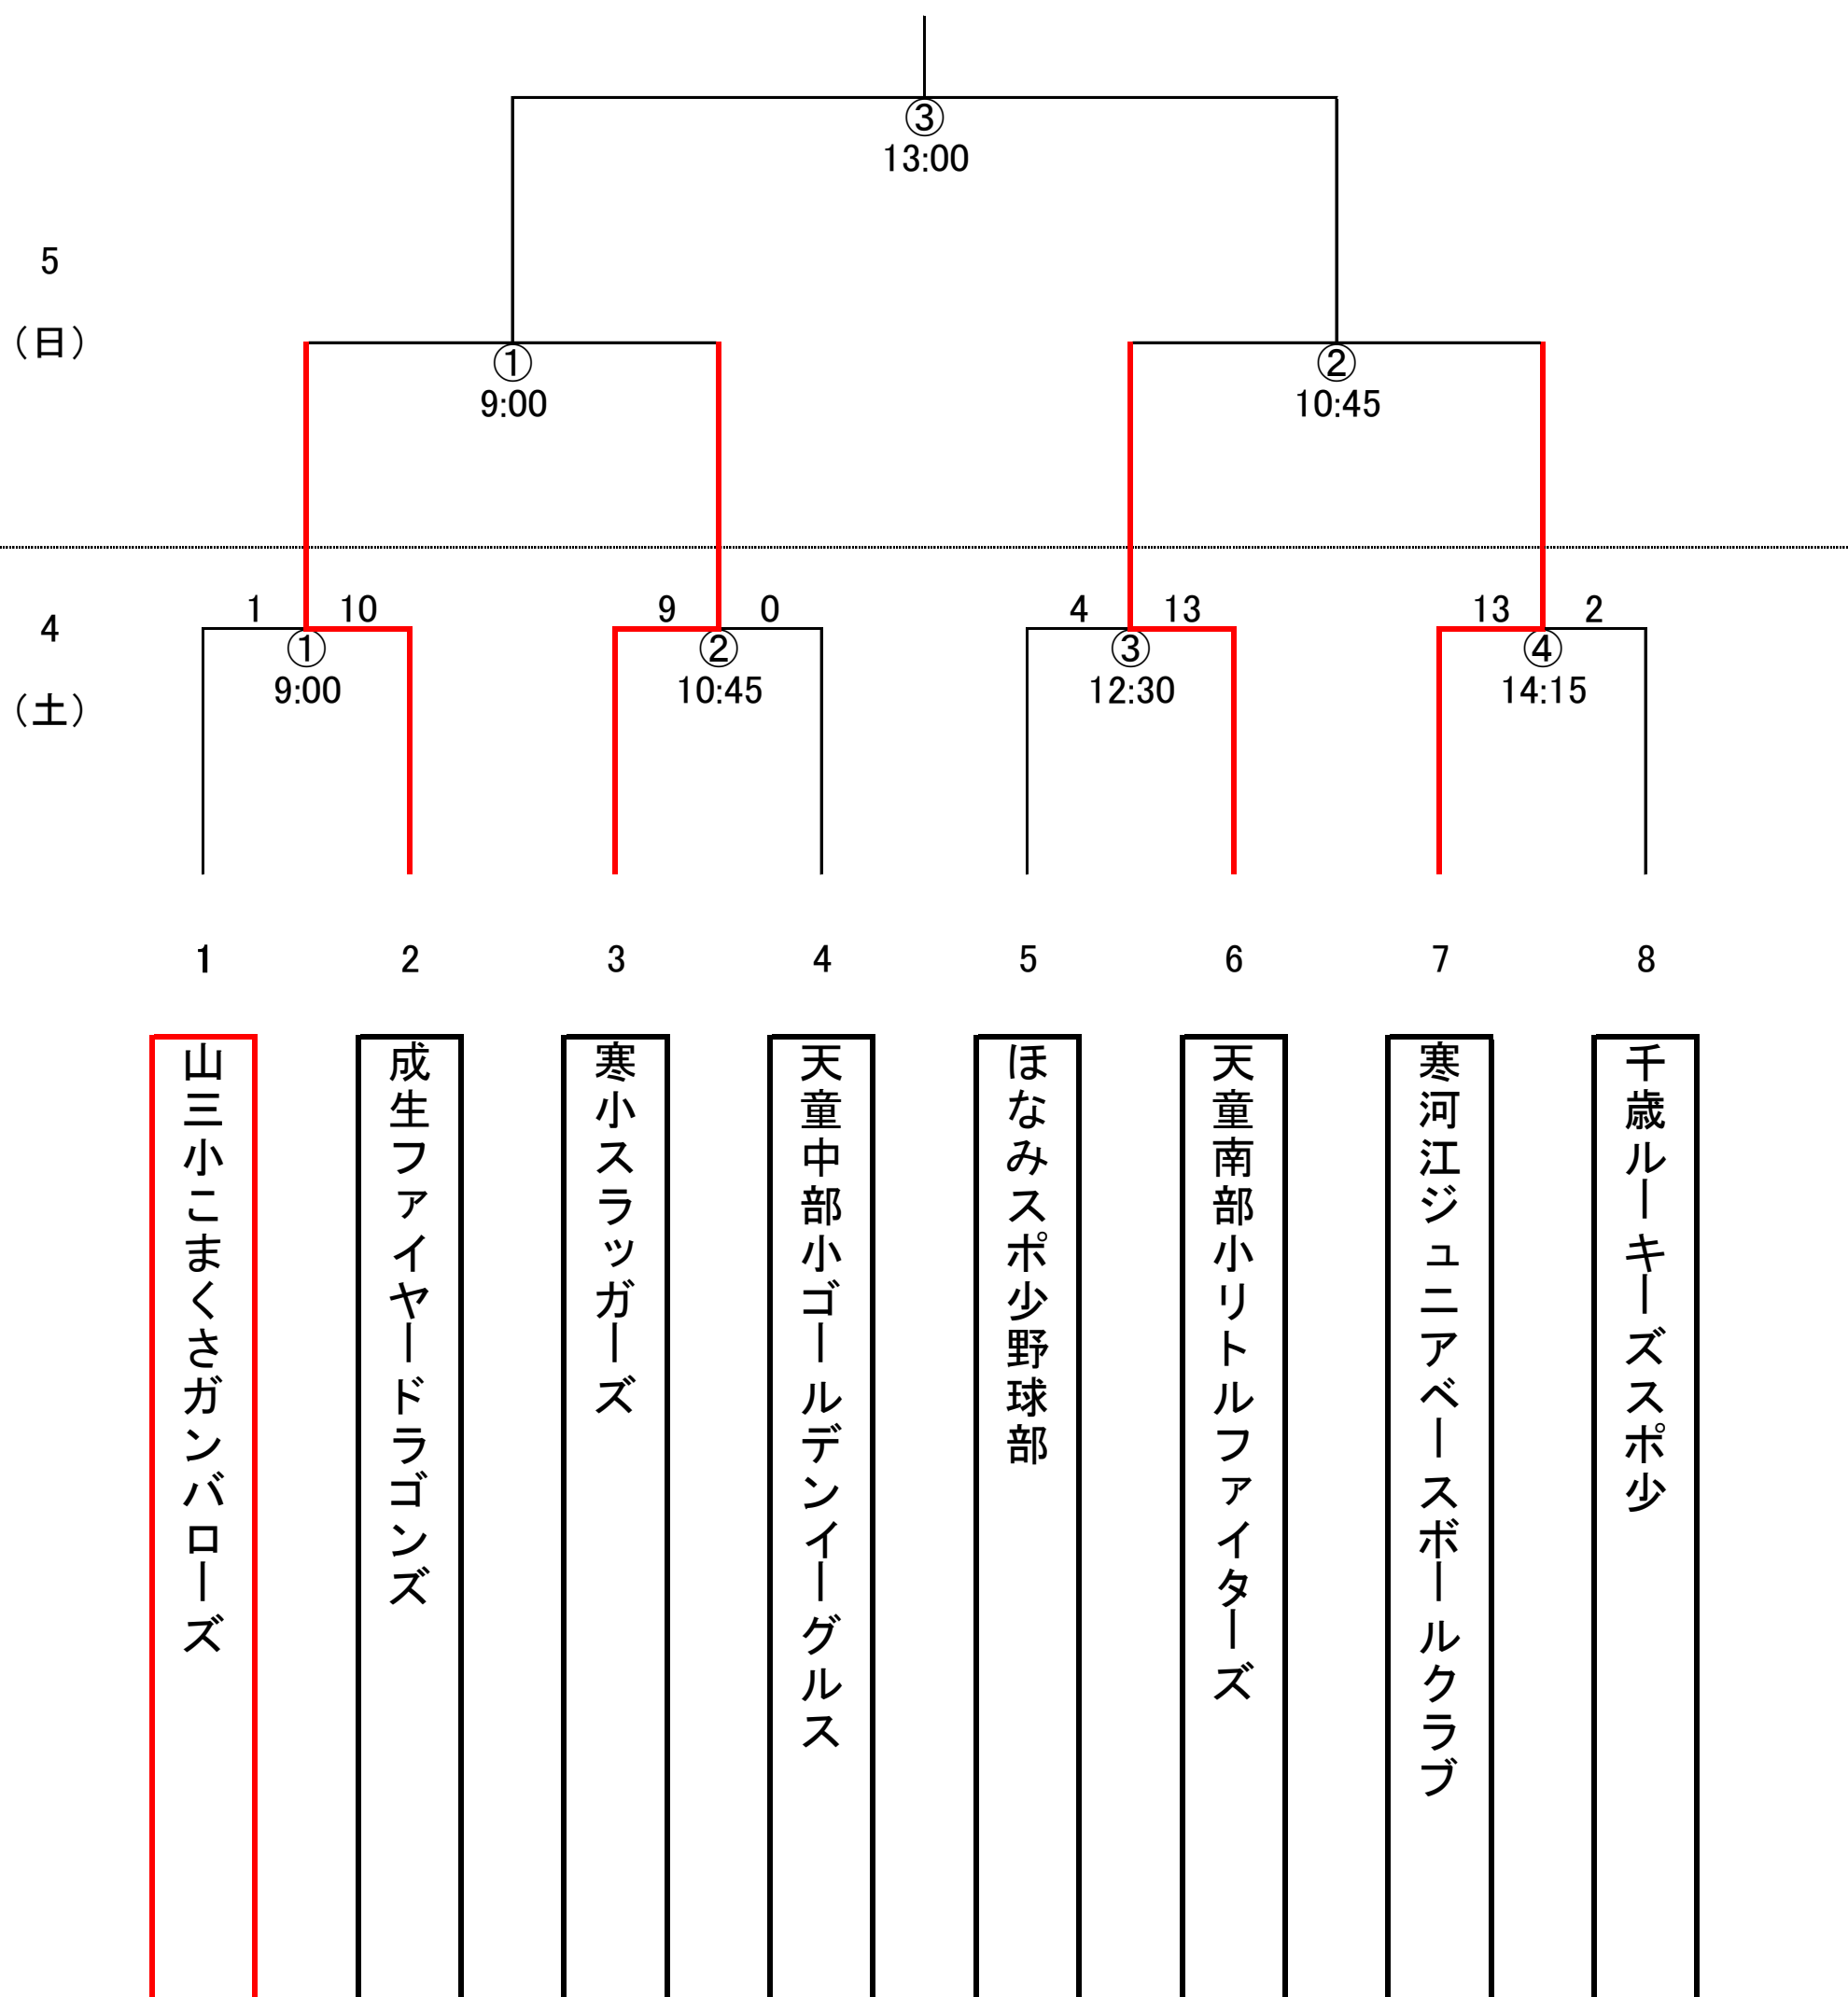 ③
13:00
5
（日）
①
9:00
②
10:45
4
（土）
1 10
①
9:00
9 0
②
10:45
4 13
③
12:30
13 2
④
14:15
1 2 3 4 5 6 7 8
山三小こまくさガンバローズ
成生ファイヤードラゴンズ
寒小スラッガーズ
天童中部小ゴールデンイーグルス
ほなみスポ少野球部
天童南部小リトルファイターズ
寒河江ジュニアベースボールクラブ
千歳ルーキーズスポ少